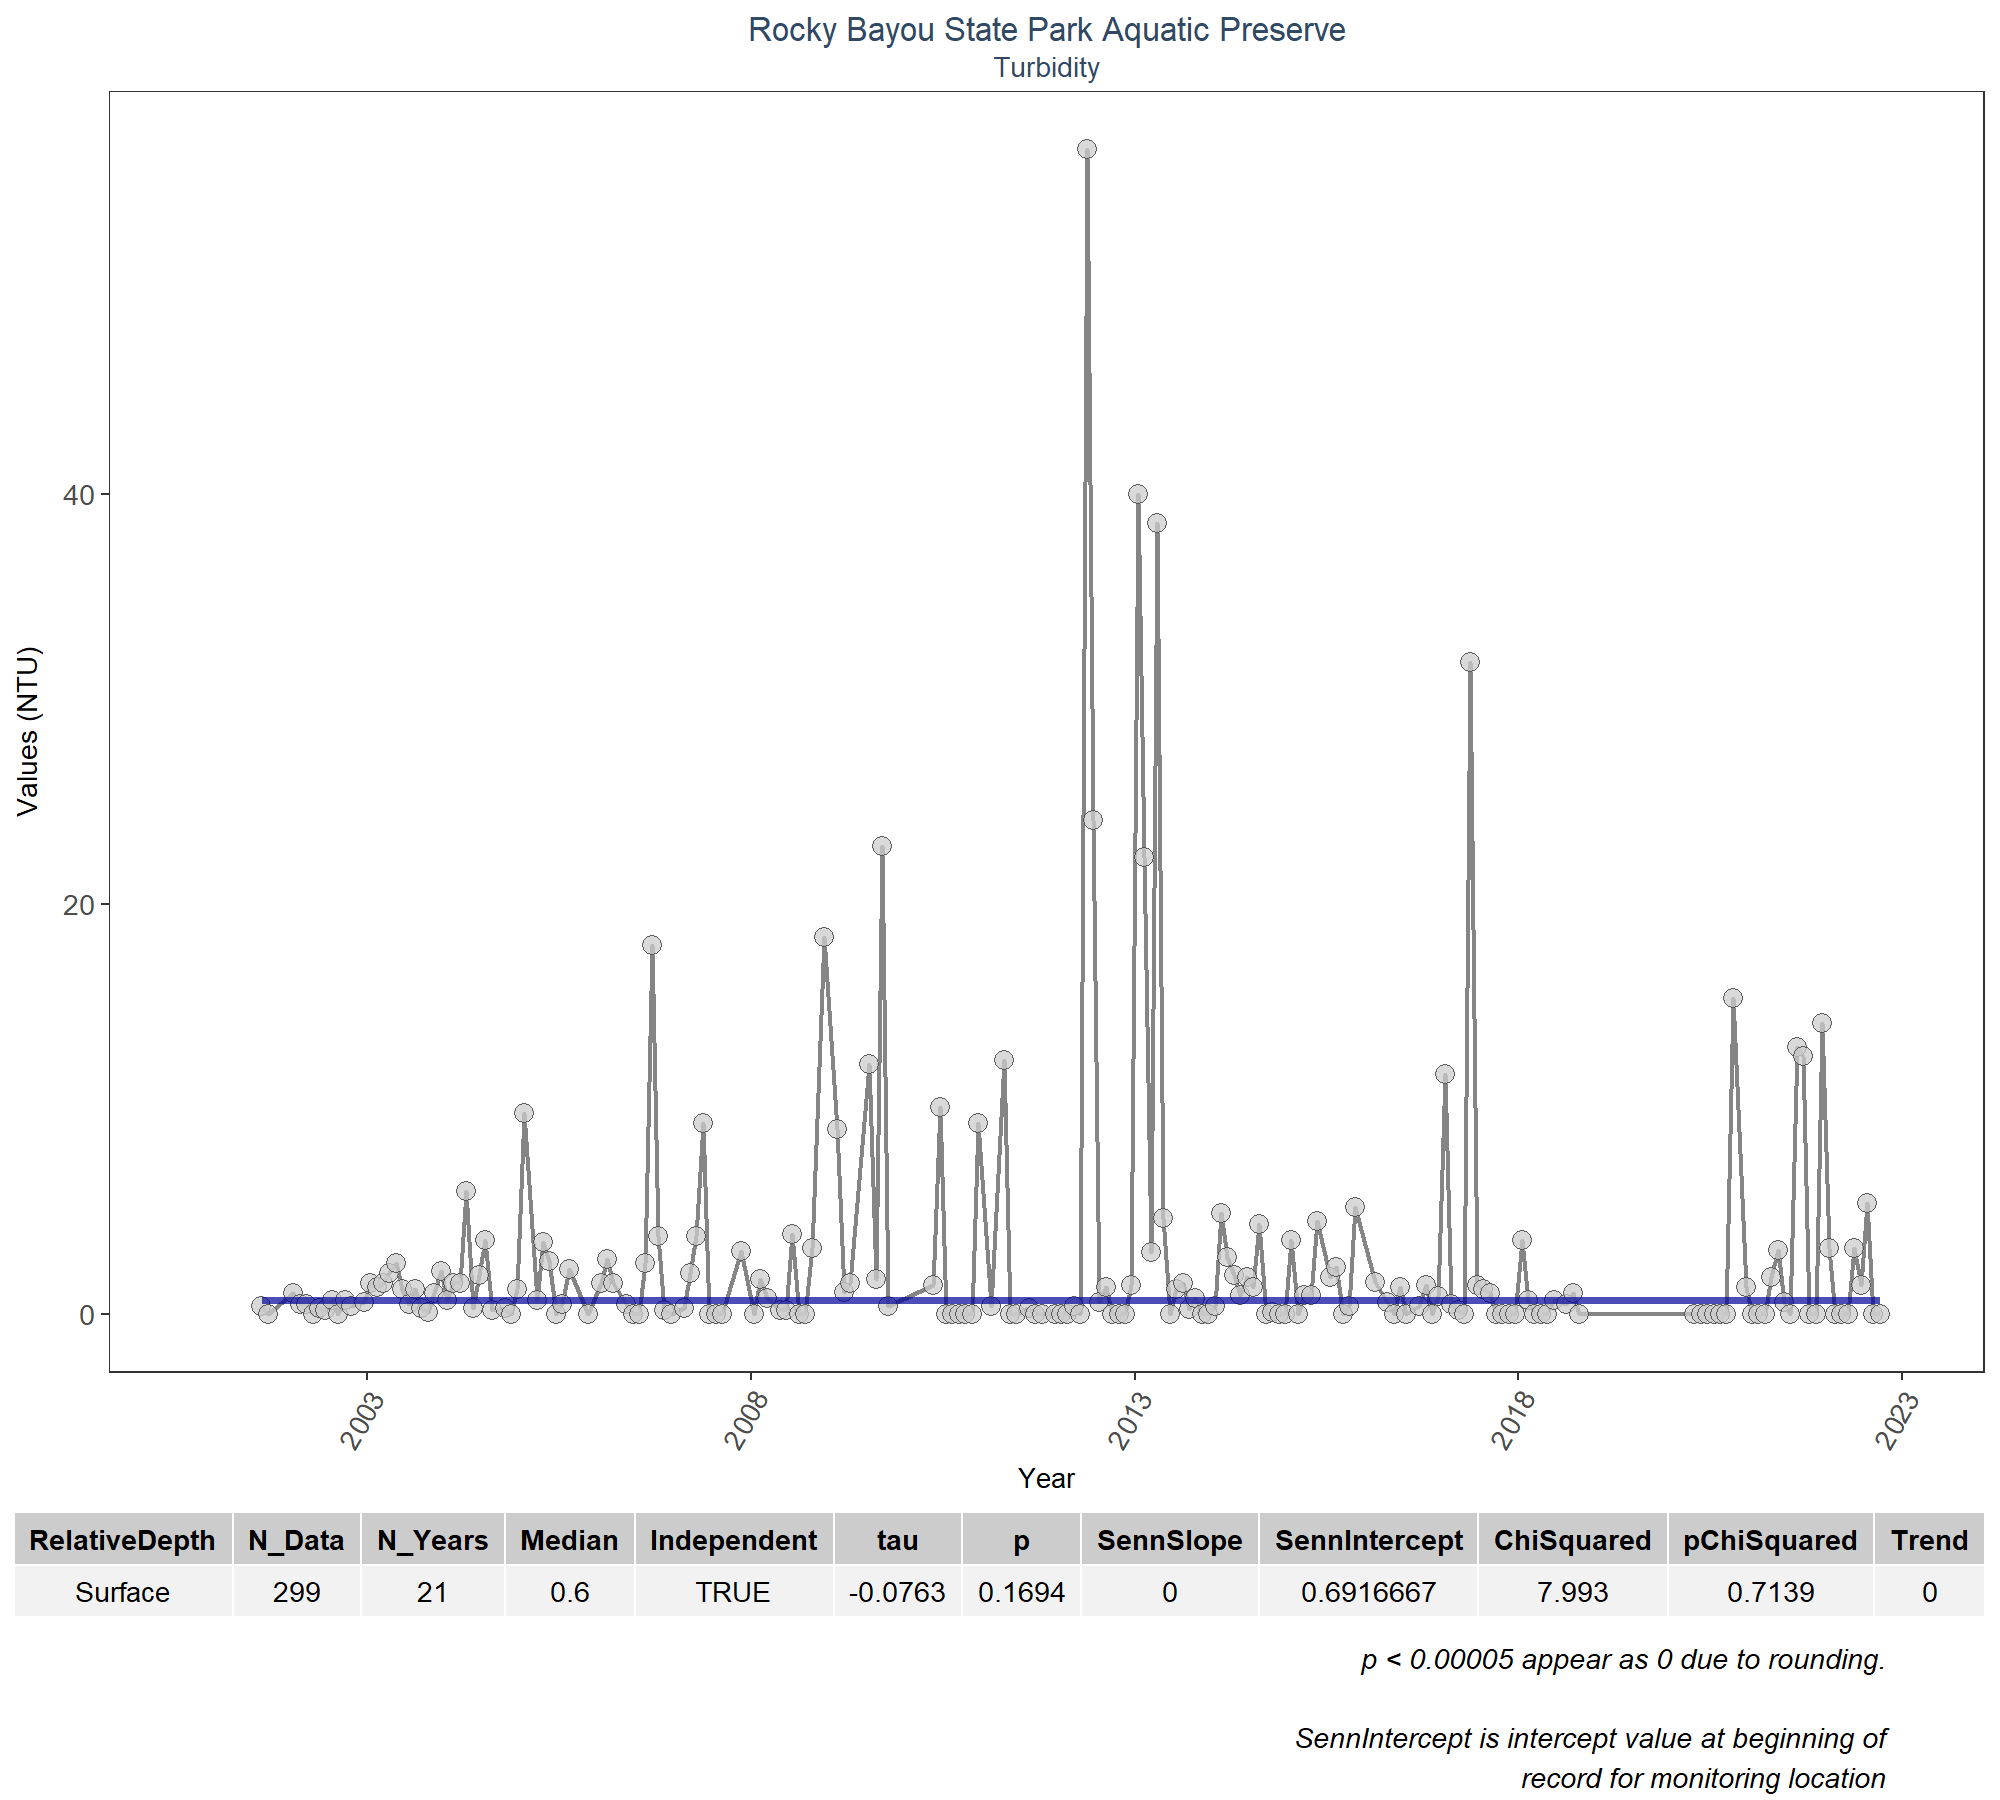 Rocky Bayou State Park Aquatic Preserve
Turbidity
Values (NTU)
40
20
0
2003 2008 2013 2018 2023
Year
RelativeDepth N_Data N_Years Median Independent tau p SennSlope SennIntercept ChiSquared pChiSquared Trend
Surface 299 21 0.6 TRUE -0.0763 0.1694 0 0.6916667 7.993 0.7139 0
p < 0.00005 appear as 0 due to rounding.
SennIntercept is intercept value at beginning of
record for monitoring location